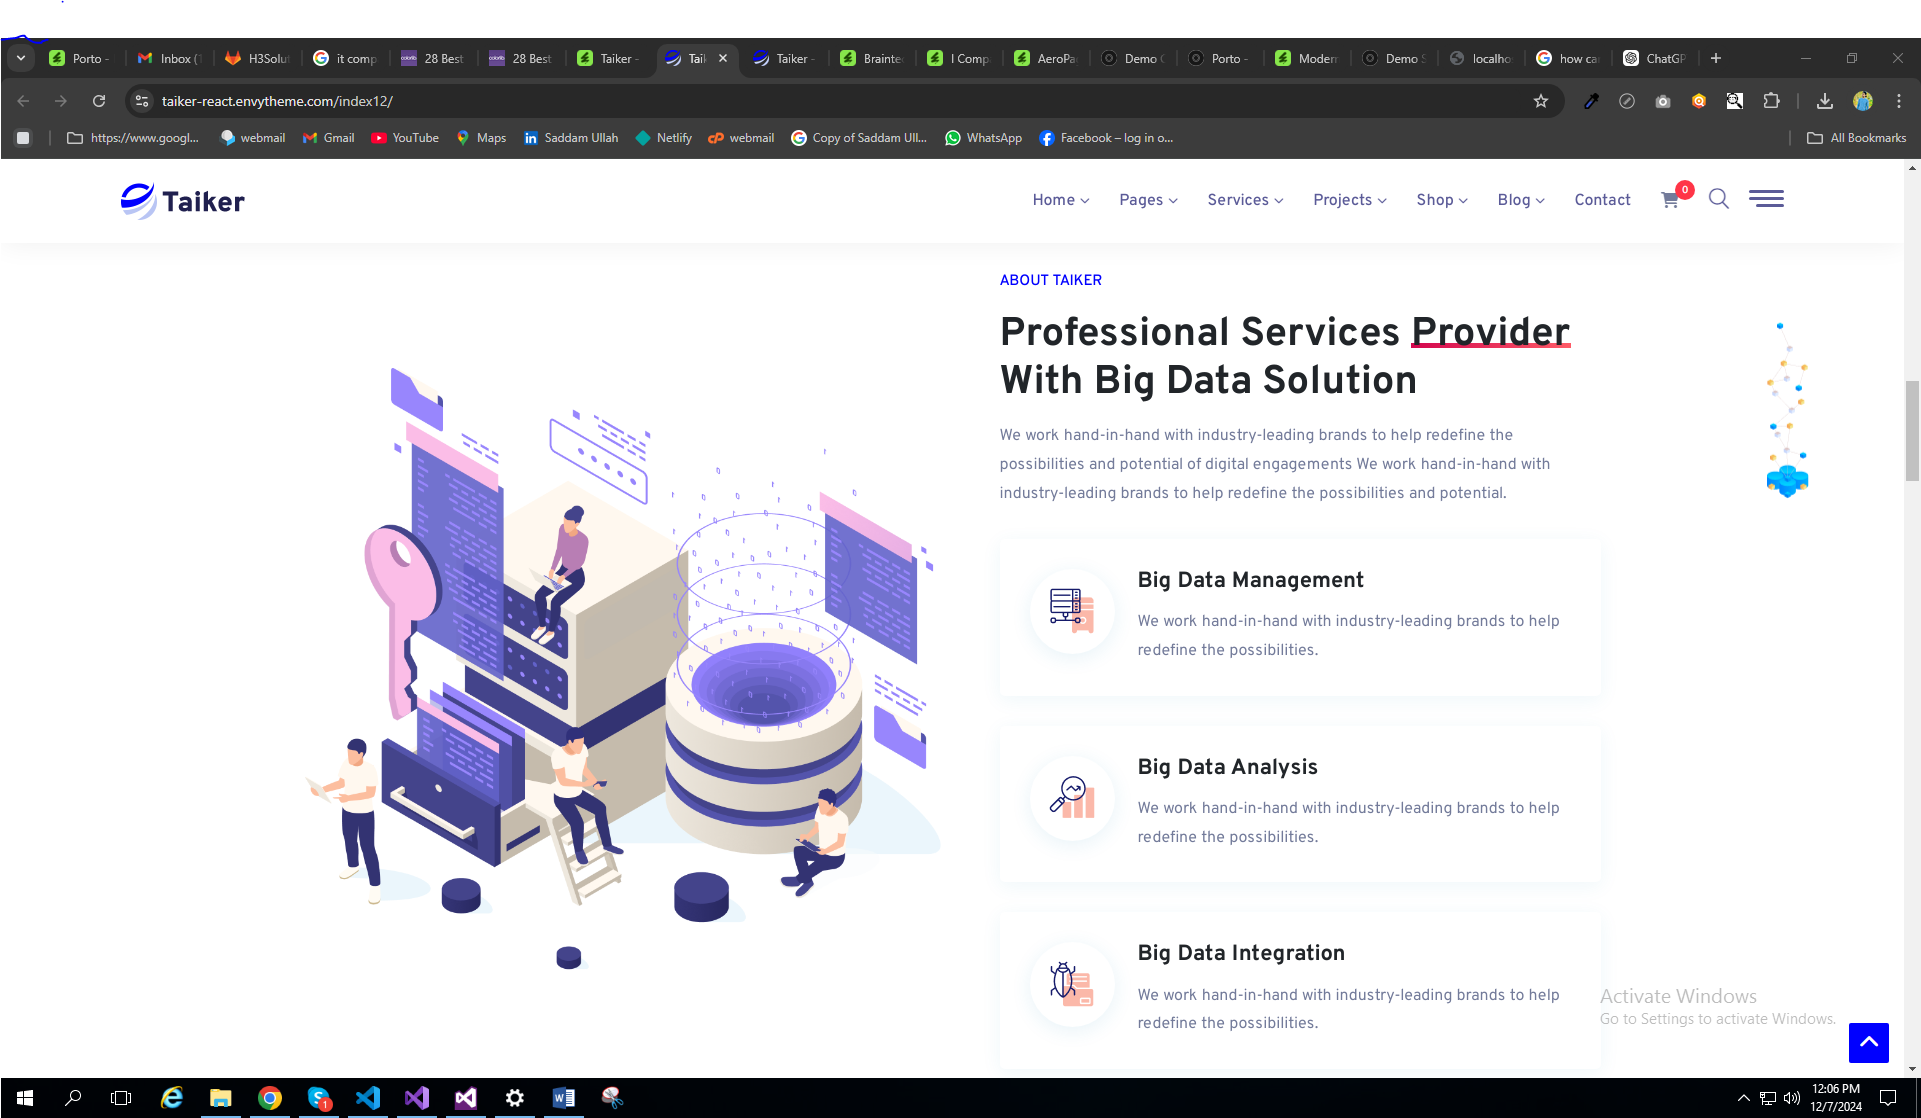 Porto -
Inbox (1
H3Solut
it comp
28 Best
28 Best
Taiker -
Taik
Taiker -
Brainte
I Comp
AeroPa
Demo C
Porto -
Modern
Demo S
localho
how ca
ChatGP
taiker-react.envytheme.com/index12/
https://www.googl...
webmail
Gmail
YouTube
Maps
Saddam Ullah
Netlify
webmail
Copy of Saddam Ull...
WhatsApp
Facebook – log in o...
All Bookmarks
Taiker
Home
Pages
Services
Projects
Shop
Blog
Contact
0
ABOUT TAIKER
Professional Services Provider
With Big Data Solution
We work hand-in-hand with industry-leading brands to help redefine the
possibilities and potential of digital engagements We work hand-in-hand with
industry-leading brands to help redefine the possibilities and potential.
Big Data Management
We work hand-in-hand with industry-leading brands to help
redefine the possibilities.
Big Data Analysis
We work hand-in-hand with industry-leading brands to help
redefine the possibilities.
Big Data Integration
We work hand-in-hand with industry-leading brands to help
redefine the possibilities.
Activate Windows
Go to Settings to activate Windows.
1
12:06 PM
12/7/2024